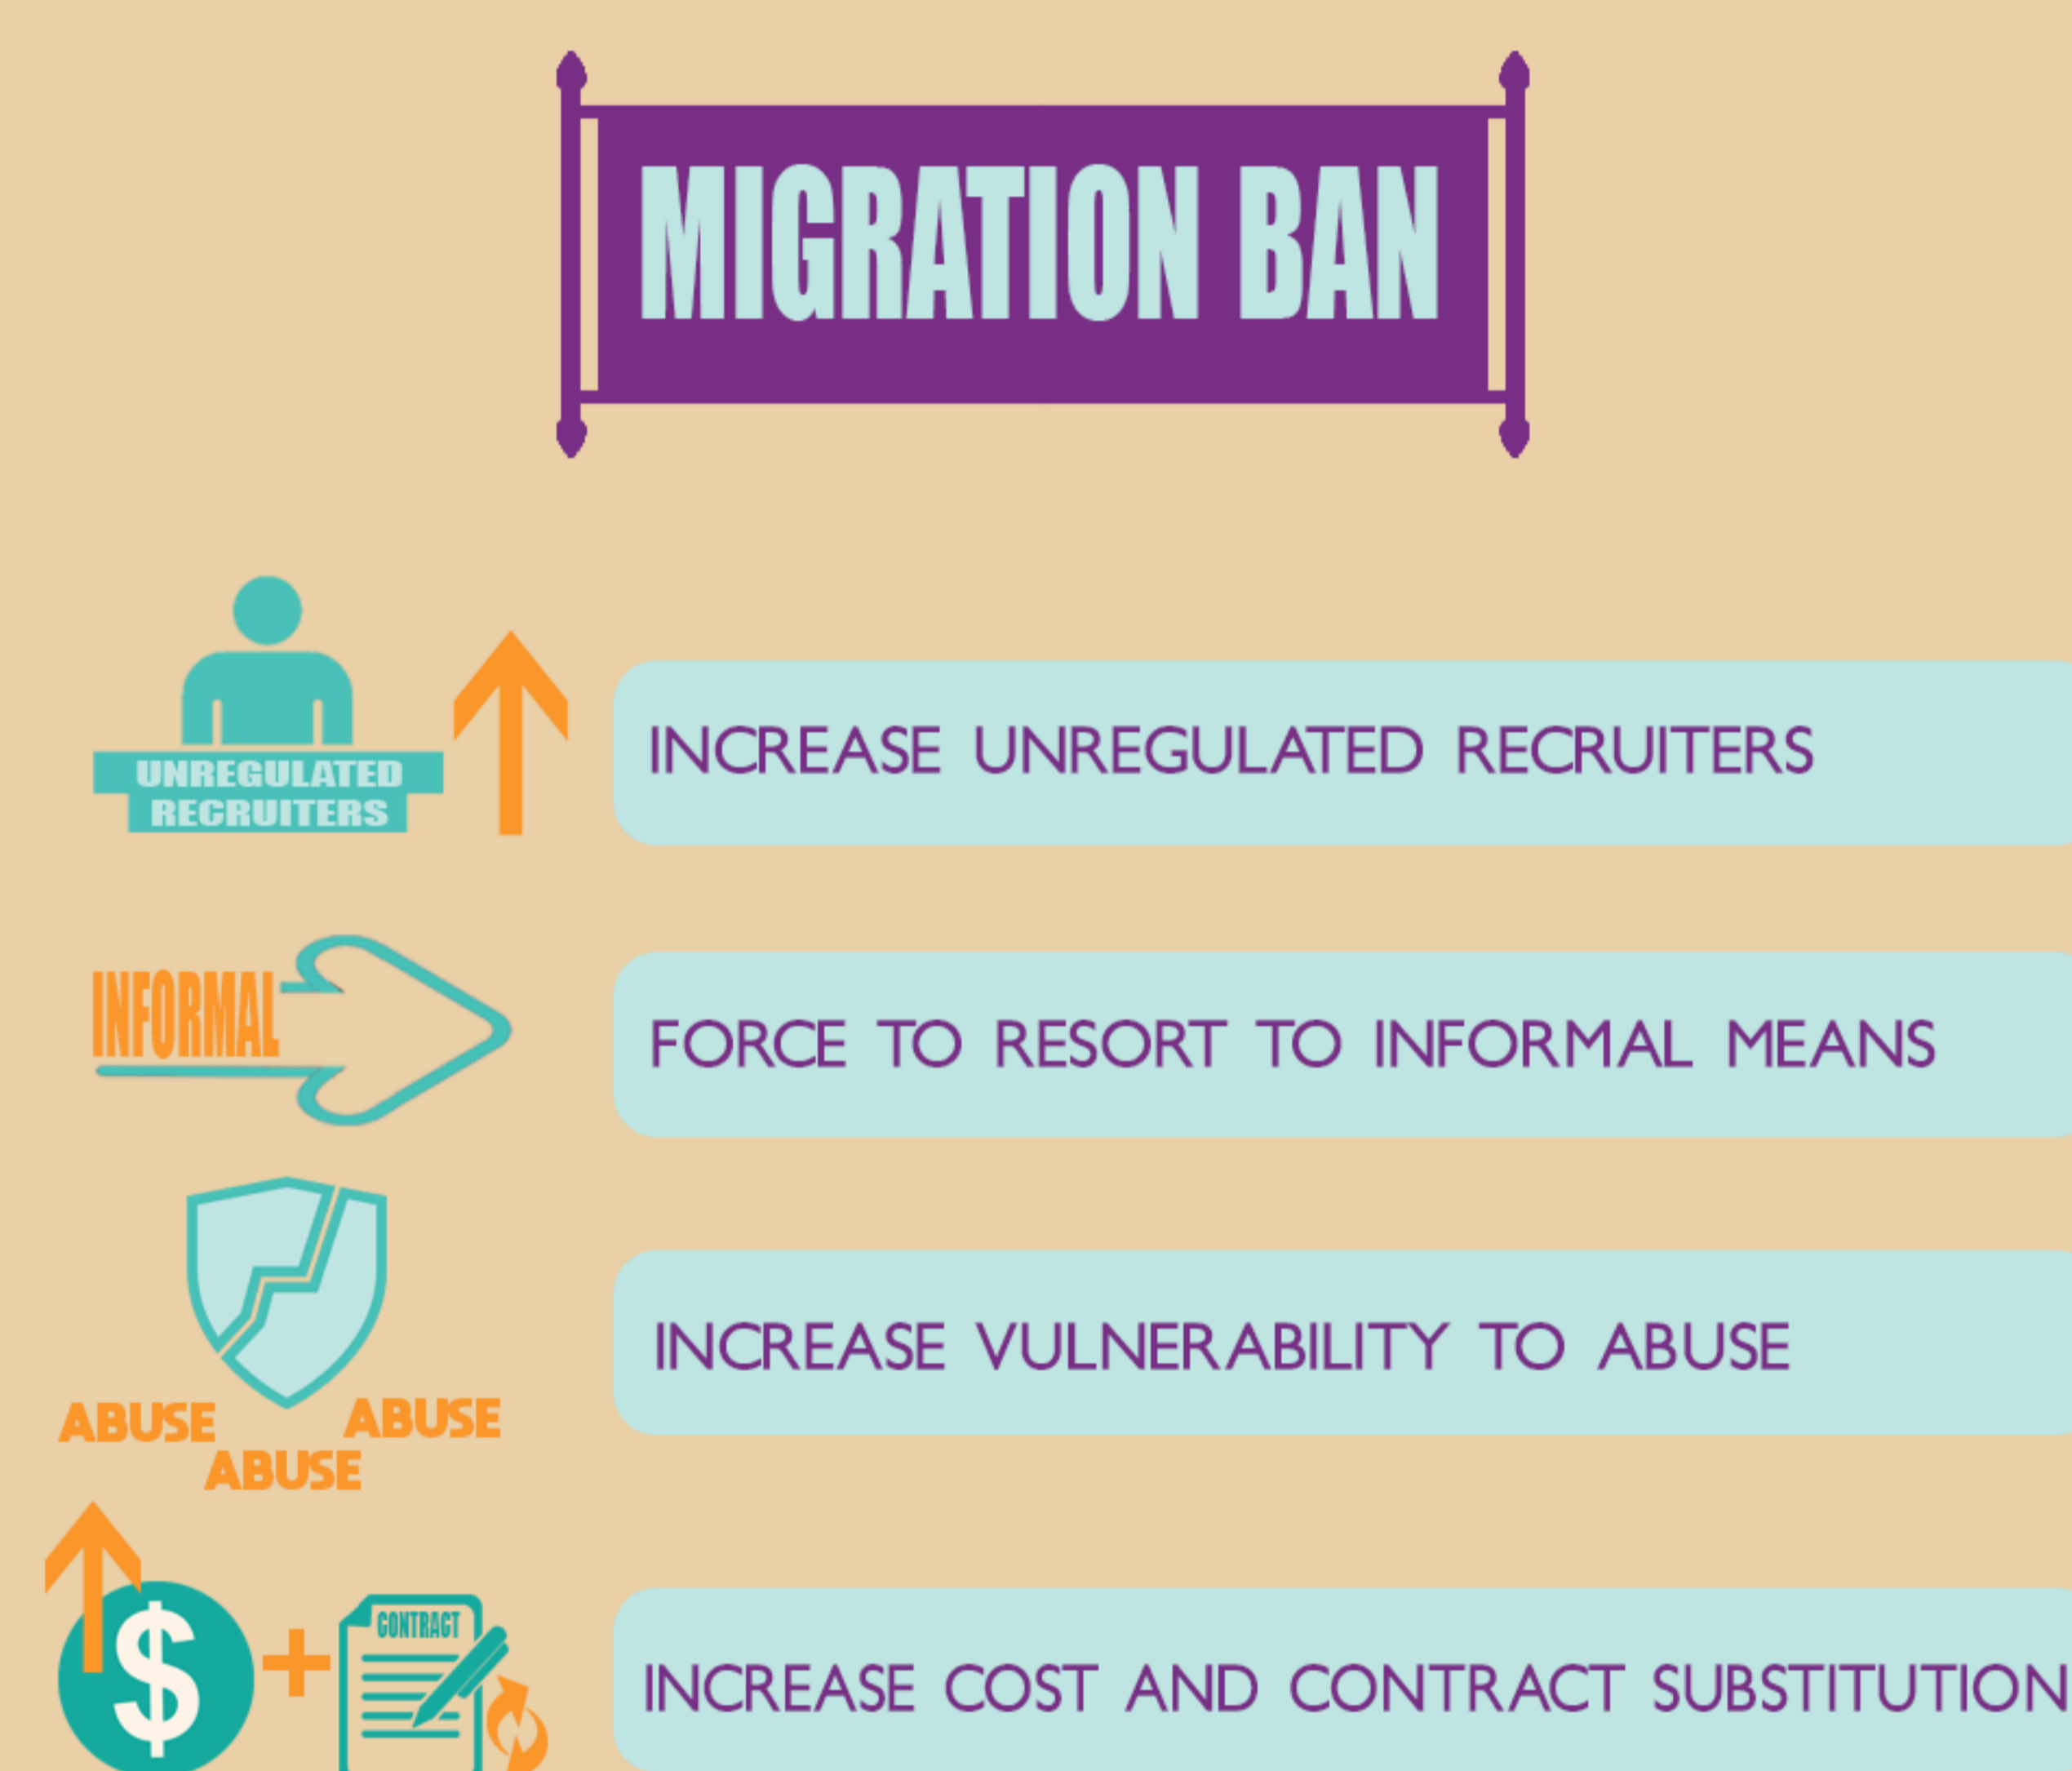 MIGRATION BAN
UNREGULATED
RECRUITERS
INCREASE UNREGULATED RECRUITERS
INFORMAL
FORCE TO RESORT TO INFORMAL MEANS
ABUSE
ABUSE
ABUSE
INCREASE VULNERABILITY TO ABUSE
$
CONTRACT
INCREASE COST AND CONTRACT SUBSTITUTION